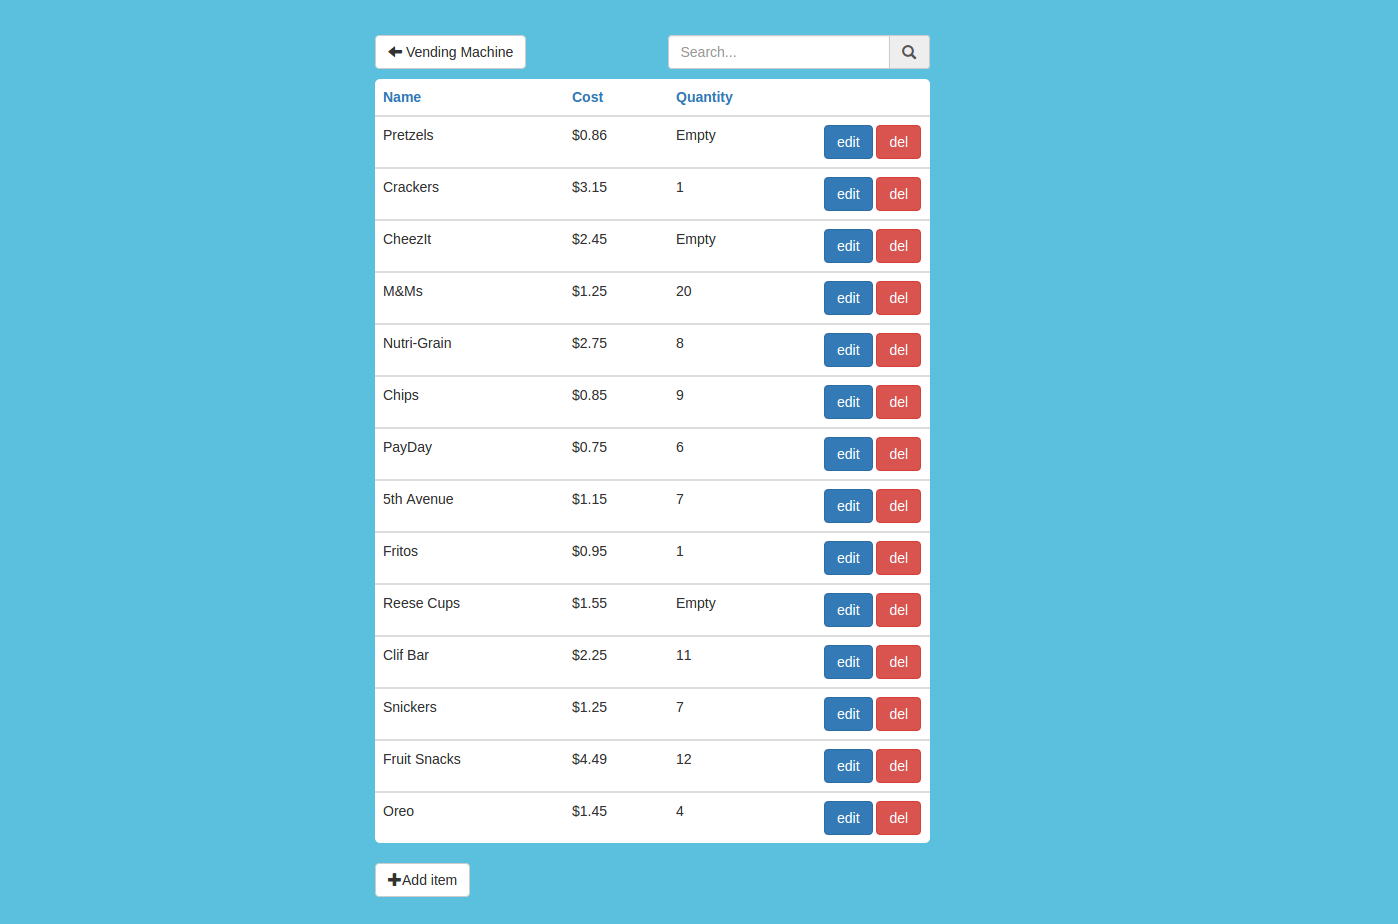 Vending Machine Search...
Name Cost Quantity
Pretzels $0.86 Empty edit del
Crackers $3.15 1 edit del
CheezIt $2.45 Empty edit del
M&Ms $1.25 20 edit del
Nutri-Grain $2.75 8 edit del
Chips $0.85 9 edit del
PayDay $0.75 6 edit del
5th Avenue $1.15 7 edit del
Fritos $0.95 1 edit del
Reese Cups $1.55 Empty edit del
Clif Bar $2.25 11 edit del
Snickers $1.25 7 edit del
Fruit Snacks $4.49 12 edit del
Oreo $1.45 4 edit del
Add item